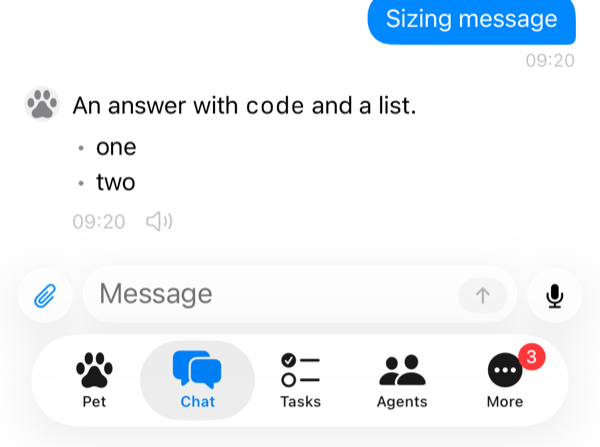 Sizing message
09:20
An answer with code and a list.
• one
• two
09:20
Message
Pet
Chat
Tasks
Agents
More
3